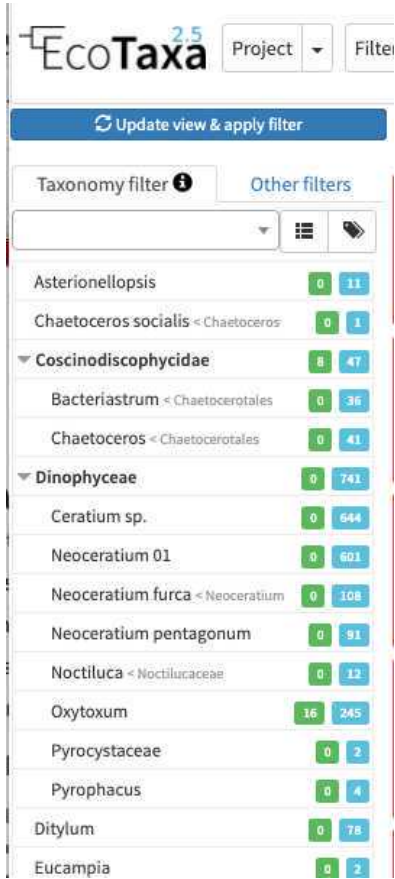 EcoTaxa 2.5 Project Filter
Update view & apply filter
Taxonomy filter Other filters
Asterionellopsis 0 11
Chaetoceros socialis < Chaetoceros 0 1
Coscinodiscophycidae 8 47
Bacteriastrum < Chaetocerotales 0 36
Chaetoceros < Chaetocerotales 0 41
Dinophyceae 0 741
Ceratium sp. 0 644
Neoceratium 01 0 601
Neoceratium furca < Neoceratium 0 108
Neoceratium pentagonum 0 91
Noctiluca < Noctilucaceae 0 12
Oxytoxum 16 245
Pyrocystaceae 0 2
Pyrophacus 0 4
Ditylum 0 78
Eucampia 0 2